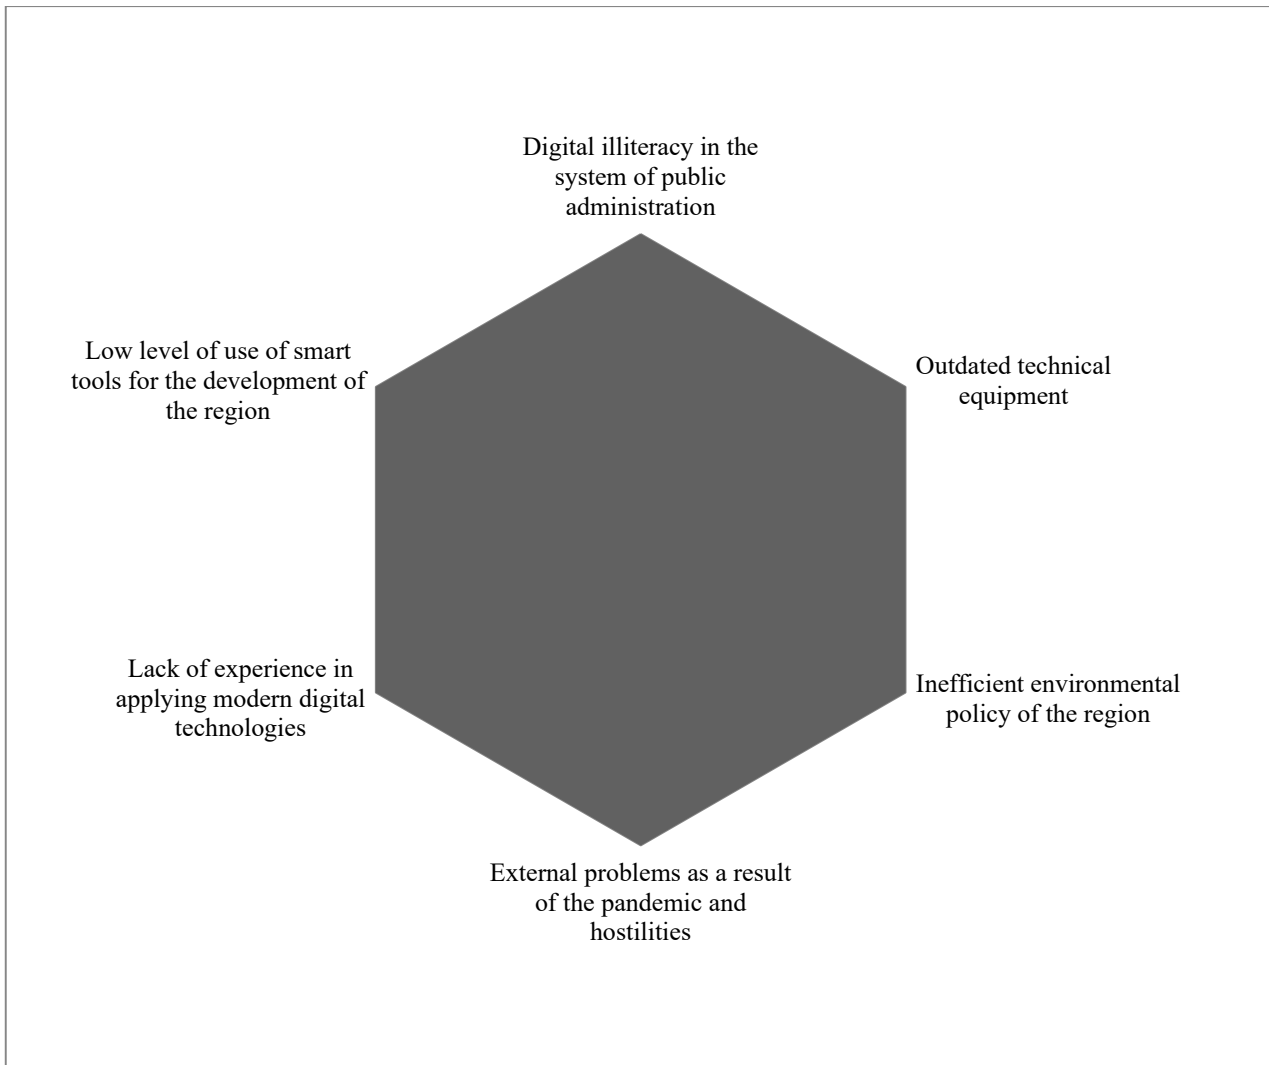 Digital illiteracy in the
system of public
administration
Outdated technical
equipment
Inefficient environmental
policy of the region
External problems as a result
of the pandemic and
hostilities
Lack of experience in
applying modern digital
technologies
Low level of use of smart
tools for the development of
the region